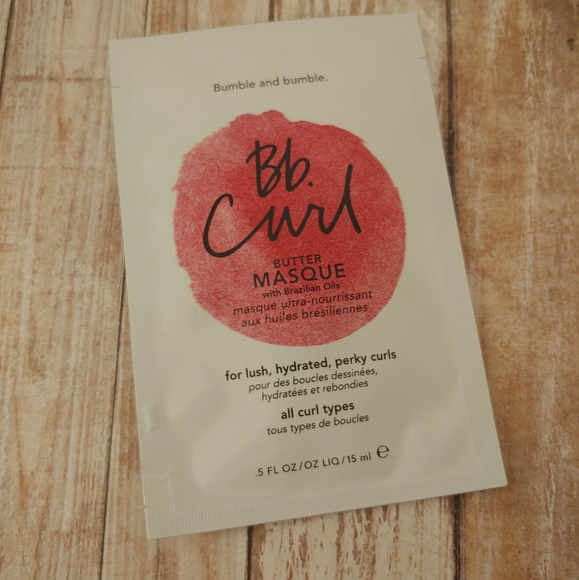 Bumble and bumble.
Bb.
Curl
BUTTER
MASQUE
with Brazilian Oils
masque ultra-nourrissant
aux huiles brésiliennes
for lush, hydrated, perky curls
pour des boucles dessinées,
hydratées et rebondies
all curl types
tous types de boucles
.5 FL OZ/OZ LIQ/15 ml ℮